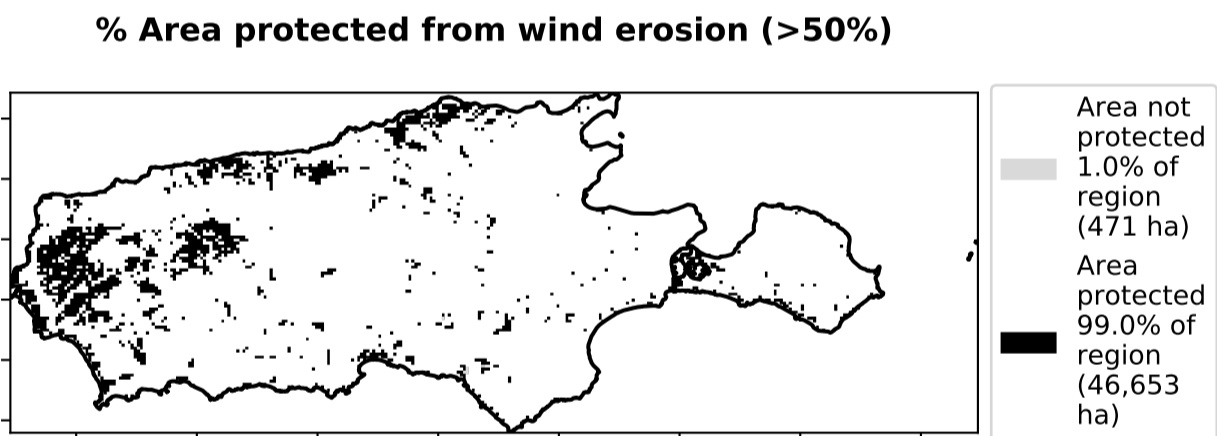 % Area protected from wind erosion (>50%)
Area not
protected
1.0% of
region
(471 ha)
Area
protected
99.0% of
region
(46,653
ha)